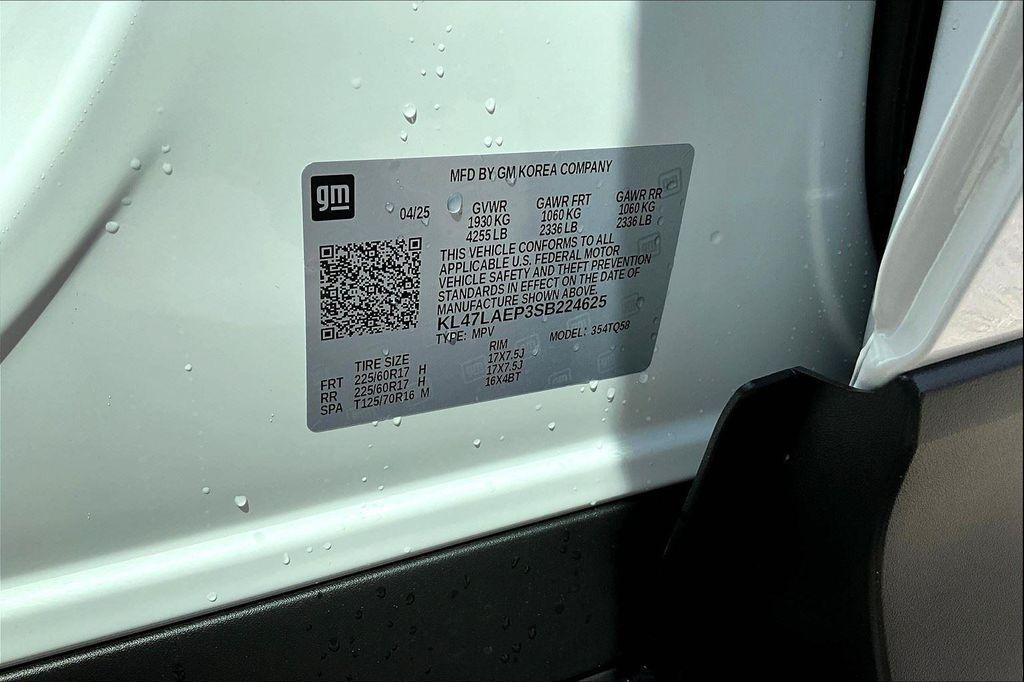 gm
MFD BY GM KOREA COMPANY
04/25
GVWR GAWR FRT GAWR RR
1930 KG 1060 KG 1060 KG
4255 LB 2336 LB 2336 LB
THIS VEHICLE CONFORMS TO ALL
APPLICABLE U.S. FEDERAL MOTOR
VEHICLE SAFETY AND THEFT PREVENTION
STANDARDS IN EFFECT ON THE DATE OF
MANUFACTURE SHOWN ABOVE.
KL47LAEP3SB224625
TYPE: MPV MODEL: 354TQ58
TIRE SIZE RIM
FRT 225/60R17 H 17X7.5J
RR 225/60R17 H 17X7.5J
SPA T125/70R16 M 16X4BT